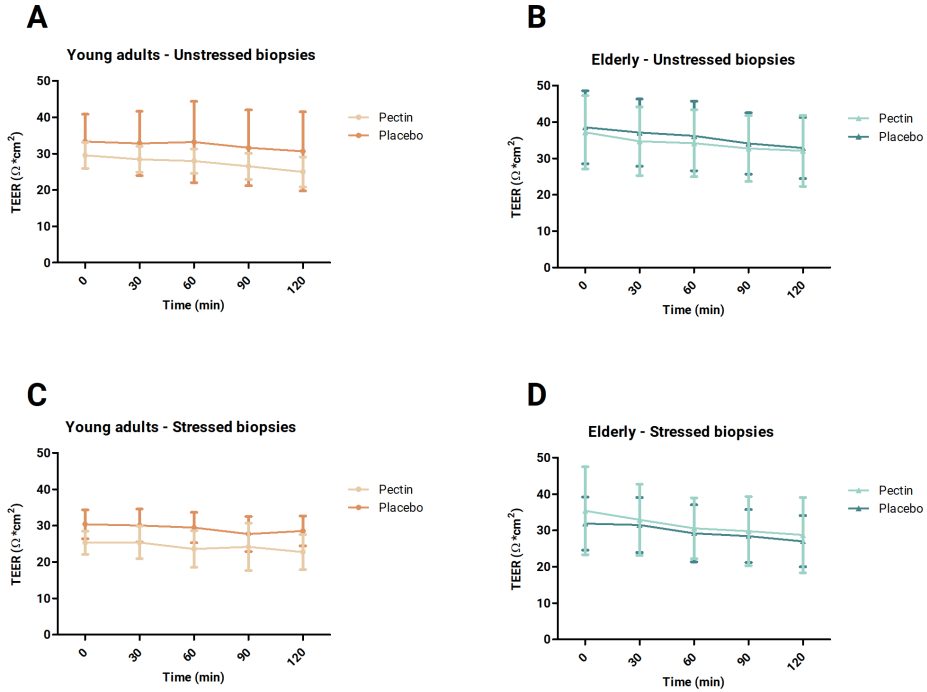 A
Young adults - Unstressed biopsies
50
40
30
20
10
0
TEER (Ω *cm²)
0
30
60
90
120
Time (min)
Pectin
Placebo
B
Elderly - Unstressed biopsies
50
40
30
20
10
0
TEER (Ω *cm²)
0
30
60
90
120
Time (min)
Pectin
Placebo
C
Young adults - Stressed biopsies
50
40
30
20
10
0
TEER (Ω *cm²)
0
30
60
90
120
Time (min)
Pectin
Placebo
D
Elderly - Stressed biopsies
50
40
30
20
10
0
TEER (Ω *cm²)
0
30
60
90
120
Time (min)
Pectin
Placebo